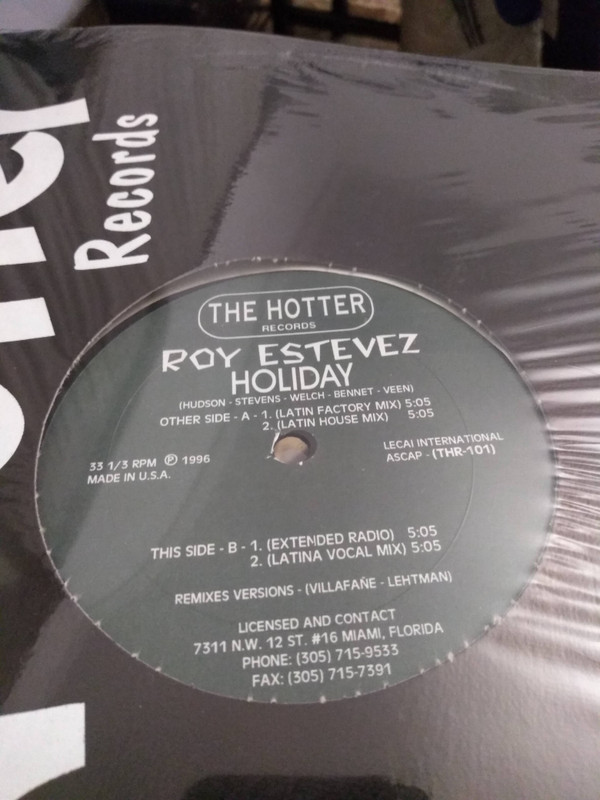 Records
THE HOTTER
RECORDS
ROY ESTEVEZ
HOLIDAY
(HUDSON - STEVENS - WELCH - BENNET - VEEN)
OTHER SIDE - A - 1. (LATIN FACTORY MIX) 5:05
2. (LATIN HOUSE MIX) 5:05
33 1/3 RPM ℗ 1996
MADE IN U.S.A.
LECAI INTERNATIONAL
ASCAP - (THR-101)
THIS SIDE - B - 1. (EXTENDED RADIO) 5:05
2. (LATINA VOCAL MIX) 5:05
REMIXES VERSIONS - (VILLAFAÑE - LEHTMAN)
LICENSED AND CONTACT
7311 N.W. 12 ST. #16 MIAMI, FLORIDA
PHONE: (305) 715-9533
FAX: (305) 715-7391